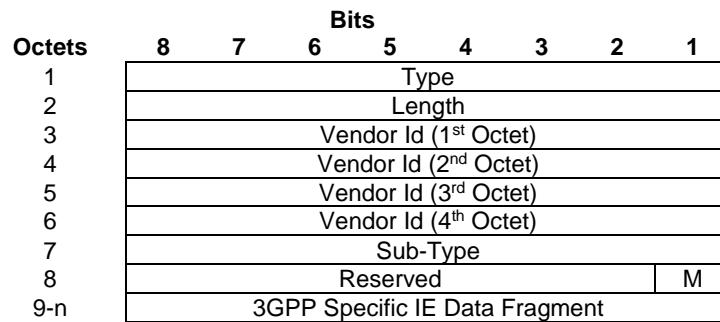 Bits
Octets 8 7 6 5 4 3 2 1
1 Type
2 Length
3 Vendor Id (1st Octet)
4 Vendor Id (2nd Octet)
5 Vendor Id (3rd Octet)
6 Vendor Id (4th Octet)
7 Sub-Type
8 Reserved M
9-n 3GPP Specific IE Data Fragment